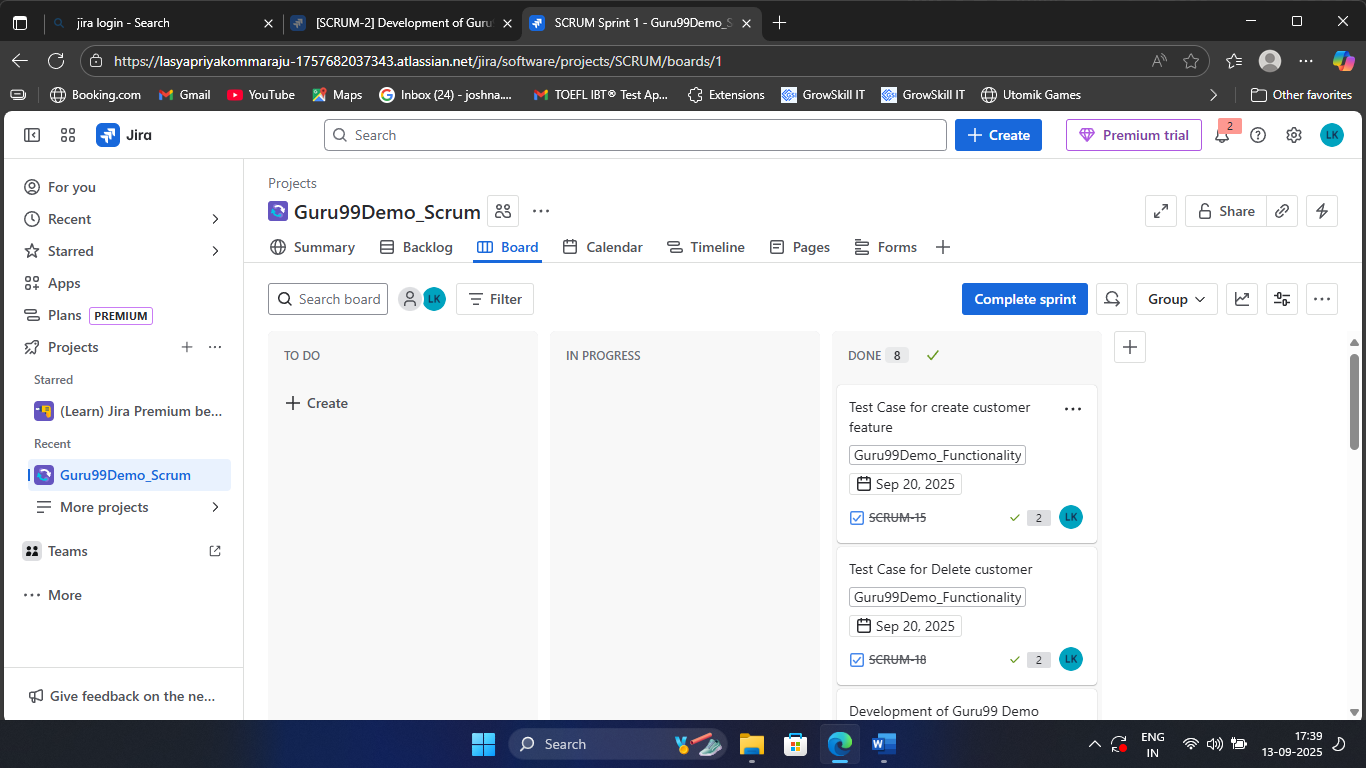 jira login - Search
[SCRUM-2] Development of Guru
SCRUM Sprint 1 - Guru99Demo_S
https://lasyapriyakommaraju-1757682037343.atlassian.net/jira/software/projects/SCRUM/boards/1
Booking.com
Gmail
YouTube
Maps
Inbox (24) - joshna....
TOEFL IBT® Test Ap...
Extensions
GrowSkill IT
GrowSkill IT
Utomik Games
Other favorites
Jira
Search
Create
Premium trial
2
LK
For you
Recent
Starred
Apps
Plans PREMIUM
Projects
Starred
(Learn) Jira Premium be...
Recent
Guru99Demo_Scrum
More projects
Teams
More
Give feedback on the ne...
Projects
Guru99Demo_Scrum
Share
Summary
Backlog
Board
Calendar
Timeline
Pages
Forms
Search board
LK
Filter
Complete sprint
Group
TO DO
Create
IN PROGRESS
DONE 8
Test Case for create customer
feature
Guru99Demo_Functionality
Sep 20, 2025
SCRUM-15
2
LK
Test Case for Delete customer
Guru99Demo_Functionality
Sep 20, 2025
SCRUM-18
2
LK
Development of Guru99 Demo
Search
ENG
IN
17:39
13-09-2025